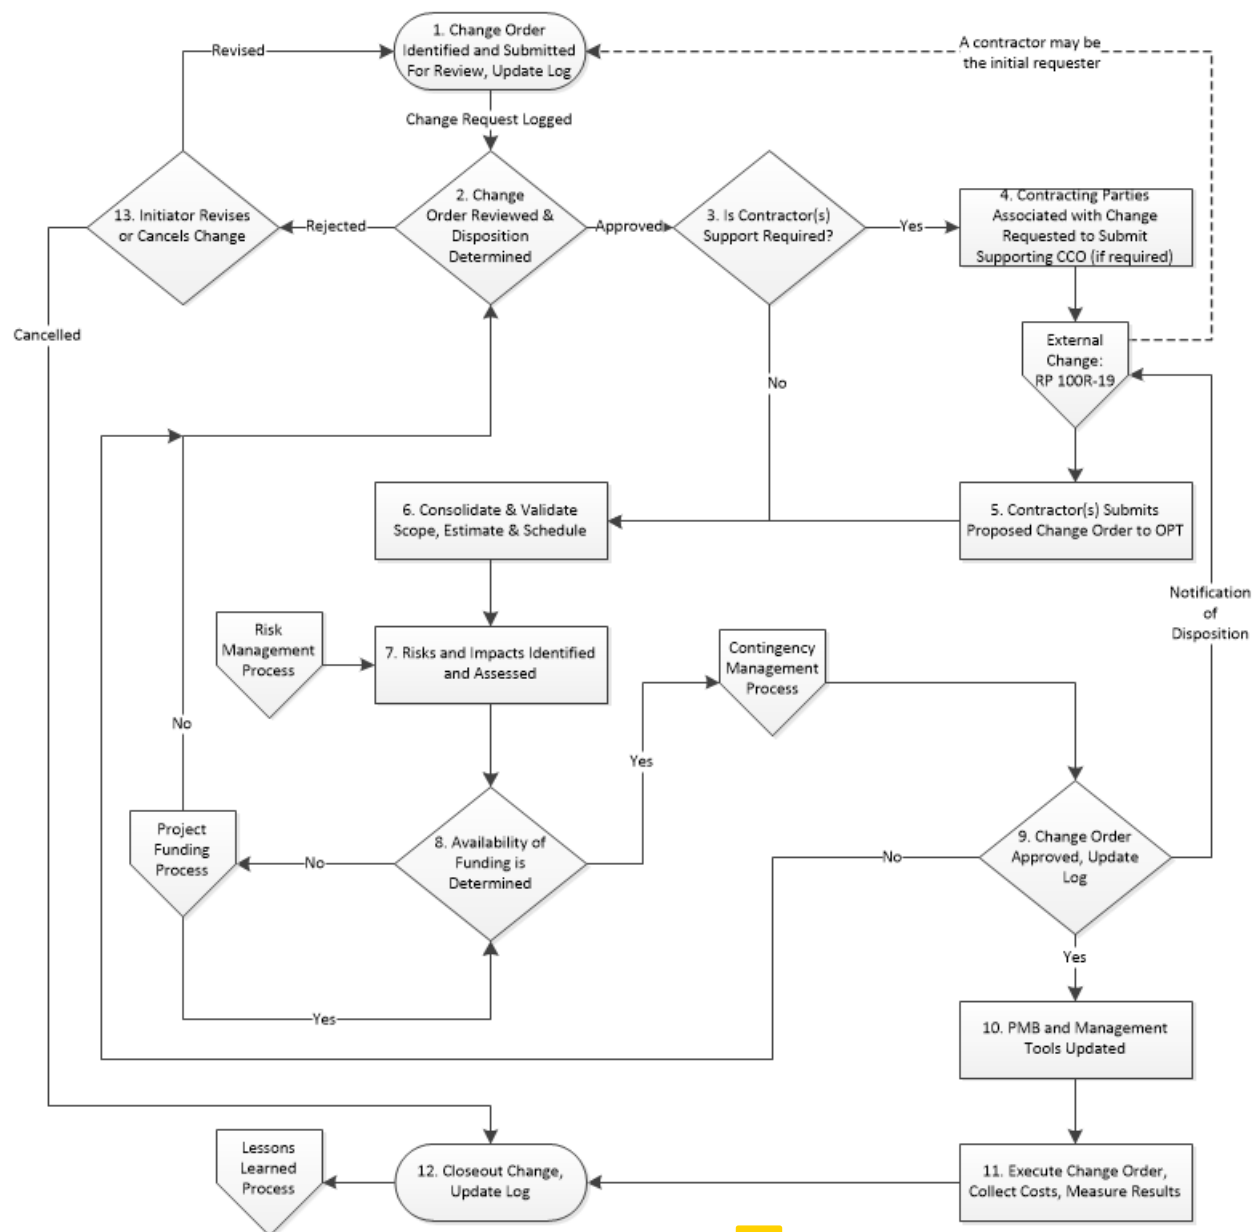 1. Change Order
Identified and Submitted
For Review, Update Log
Revised
A contractor may be
the initial requester
Change Request Logged
13. Initiator Revises
or Cancels Change
Rejected
2. Change
Order Reviewed &
Disposition
Determined
Approved
3. Is Contractor(s)
Support Required?
Yes
4. Contracting Parties
Associated with Change
Requested to Submit
Supporting CCO (if required)
Cancelled
External
Change:
RP 100R-19
No
6. Consolidate & Validate
Scope, Estimate & Schedule
5. Contractor(s) Submits
Proposed Change Order to OPT
Notification
of
Disposition
Risk
Management
Process
7. Risks and Impacts Identified
and Assessed
Contingency
Management
Process
No
Yes
Project
Funding
Process
No
8. Availability of
Funding is
Determined
No
9. Change Order
Approved, Update
Log
Yes
Yes
10. PMB and Management
Tools Updated
Lessons
Learned
Process
12. Closeout Change,
Update Log
11. Execute Change Order,
Collect Costs, Measure Results